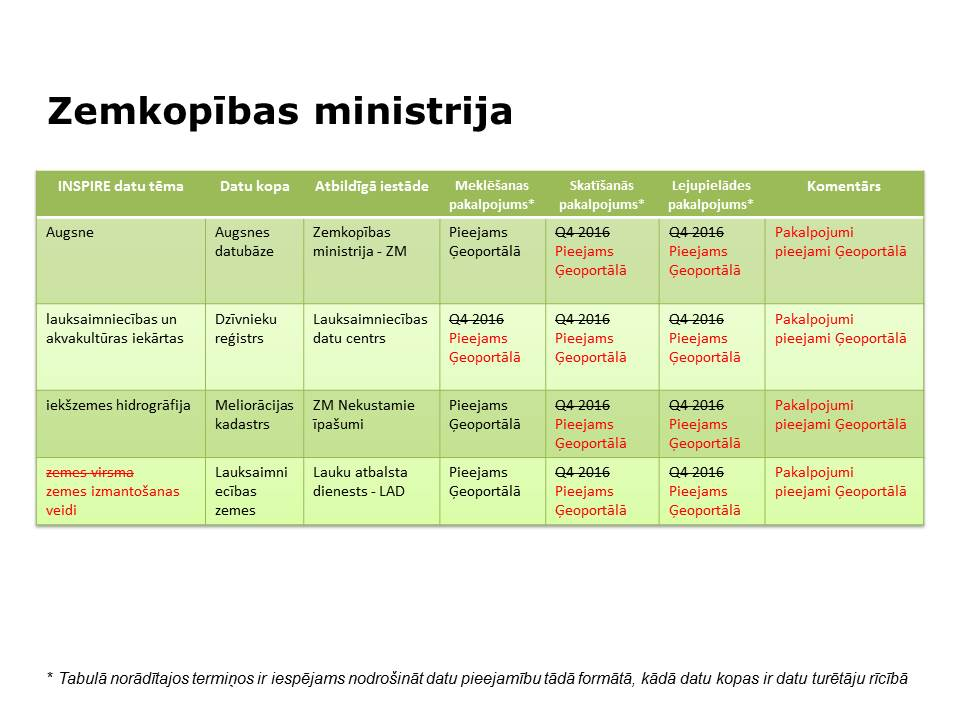 Zemkopības ministrija
INSPIRE datu tēma
Datu kopa
Atbildīgā iestāde
Meklēšanas
pakalpojums*
Skatīšanās
pakalpojums*
Lejupielādes
pakalpojums*
Komentārs
Augsne
Augsnes
datubāze
Zemkopības
ministrija - ZM
Pieejams
Ģeoportālā
Q4 2016
Pieejams
Ģeoportālā
Q4 2016
Pieejams
Ģeoportālā
Pakalpojumi
pieejami Ģeoportālā
lauksaimniecības un
akvakultūras iekārtas
Dzīvnieku
reģistrs
Lauksaimniecības
datu centrs
Q4 2016
Pieejams
Ģeoportālā
Q4 2016
Pieejams
Ģeoportālā
Q4 2016
Pieejams
Ģeoportālā
Pakalpojumi
pieejami Ģeoportālā
iekšzemes hidrogrāfija
Meliorācijas
kadastrs
ZM Nekustamie
īpašumi
Pieejams
Ģeoportālā
Q4 2016
Pieejams
Ģeoportālā
Q4 2016
Pieejams
Ģeoportālā
Pakalpojumi
pieejami Ģeoportālā
zemes virsma
zemes izmantošanas
veidi
Lauksaimni
ecības
zemes
Lauku atbalsta
dienests - LAD
Pieejams
Ģeoportālā
Q4 2016
Pieejams
Ģeoportālā
Q4 2016
Pieejams
Ģeoportālā
Pakalpojumi
pieejami Ģeoportālā
* Tabulā norādītajos termiņos ir iespējams nodrošināt datu pieejamību tādā formātā, kādā datu kopas ir datu turētāju rīcībā